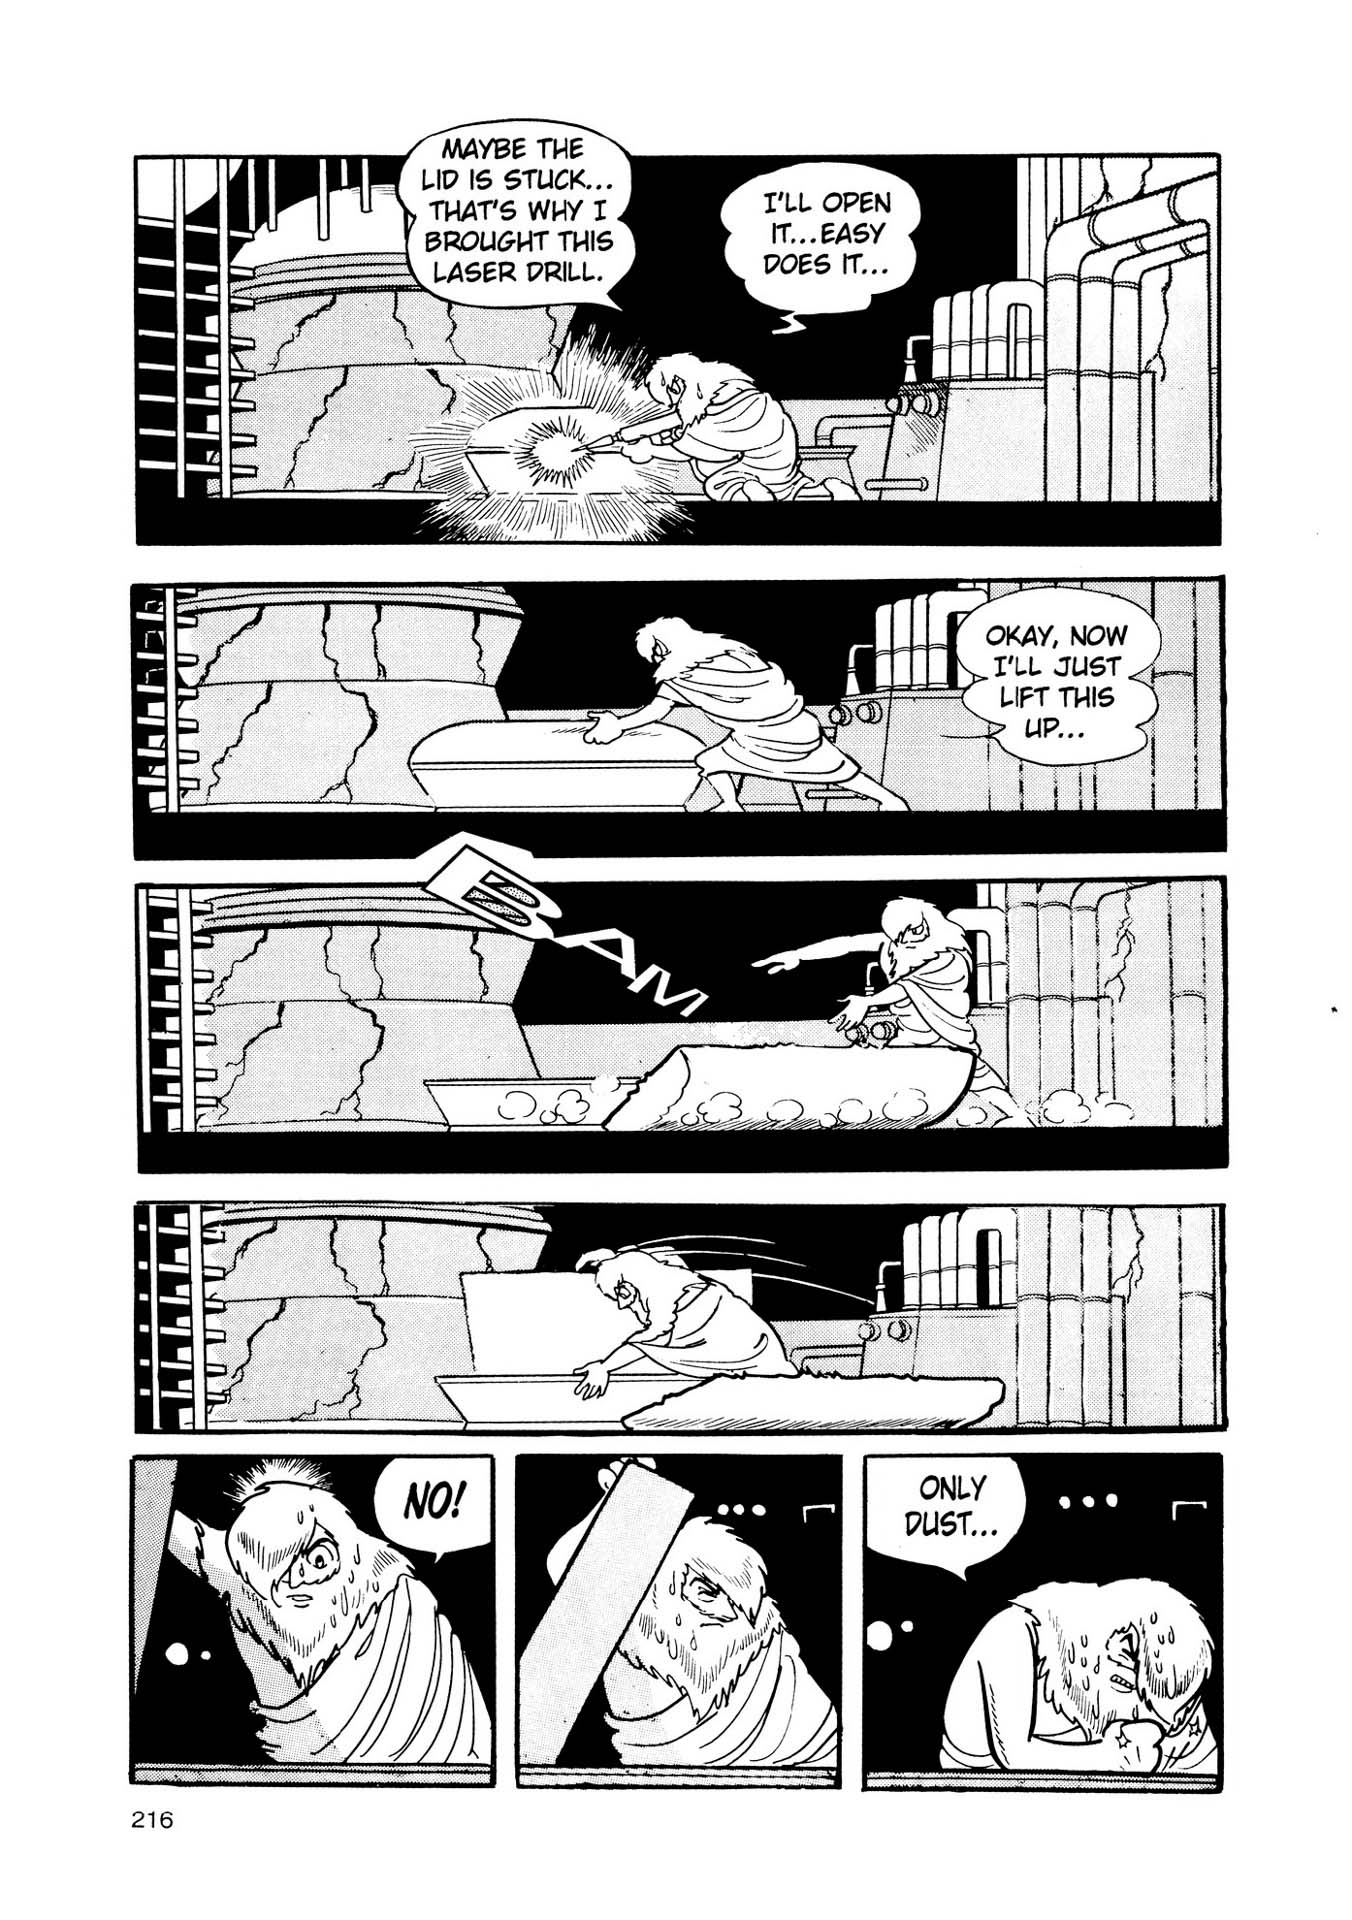 MAYBE THE
LID IS STUCK...
THAT'S WHY I
BROUGHT THIS
LASER DRILL.
I'LL OPEN
IT...EASY
DOES IT...
OKAY, NOW
I'LL JUST
LIFT THIS
UP...
BAM
NO!
...
ONLY
DUST...
...
216